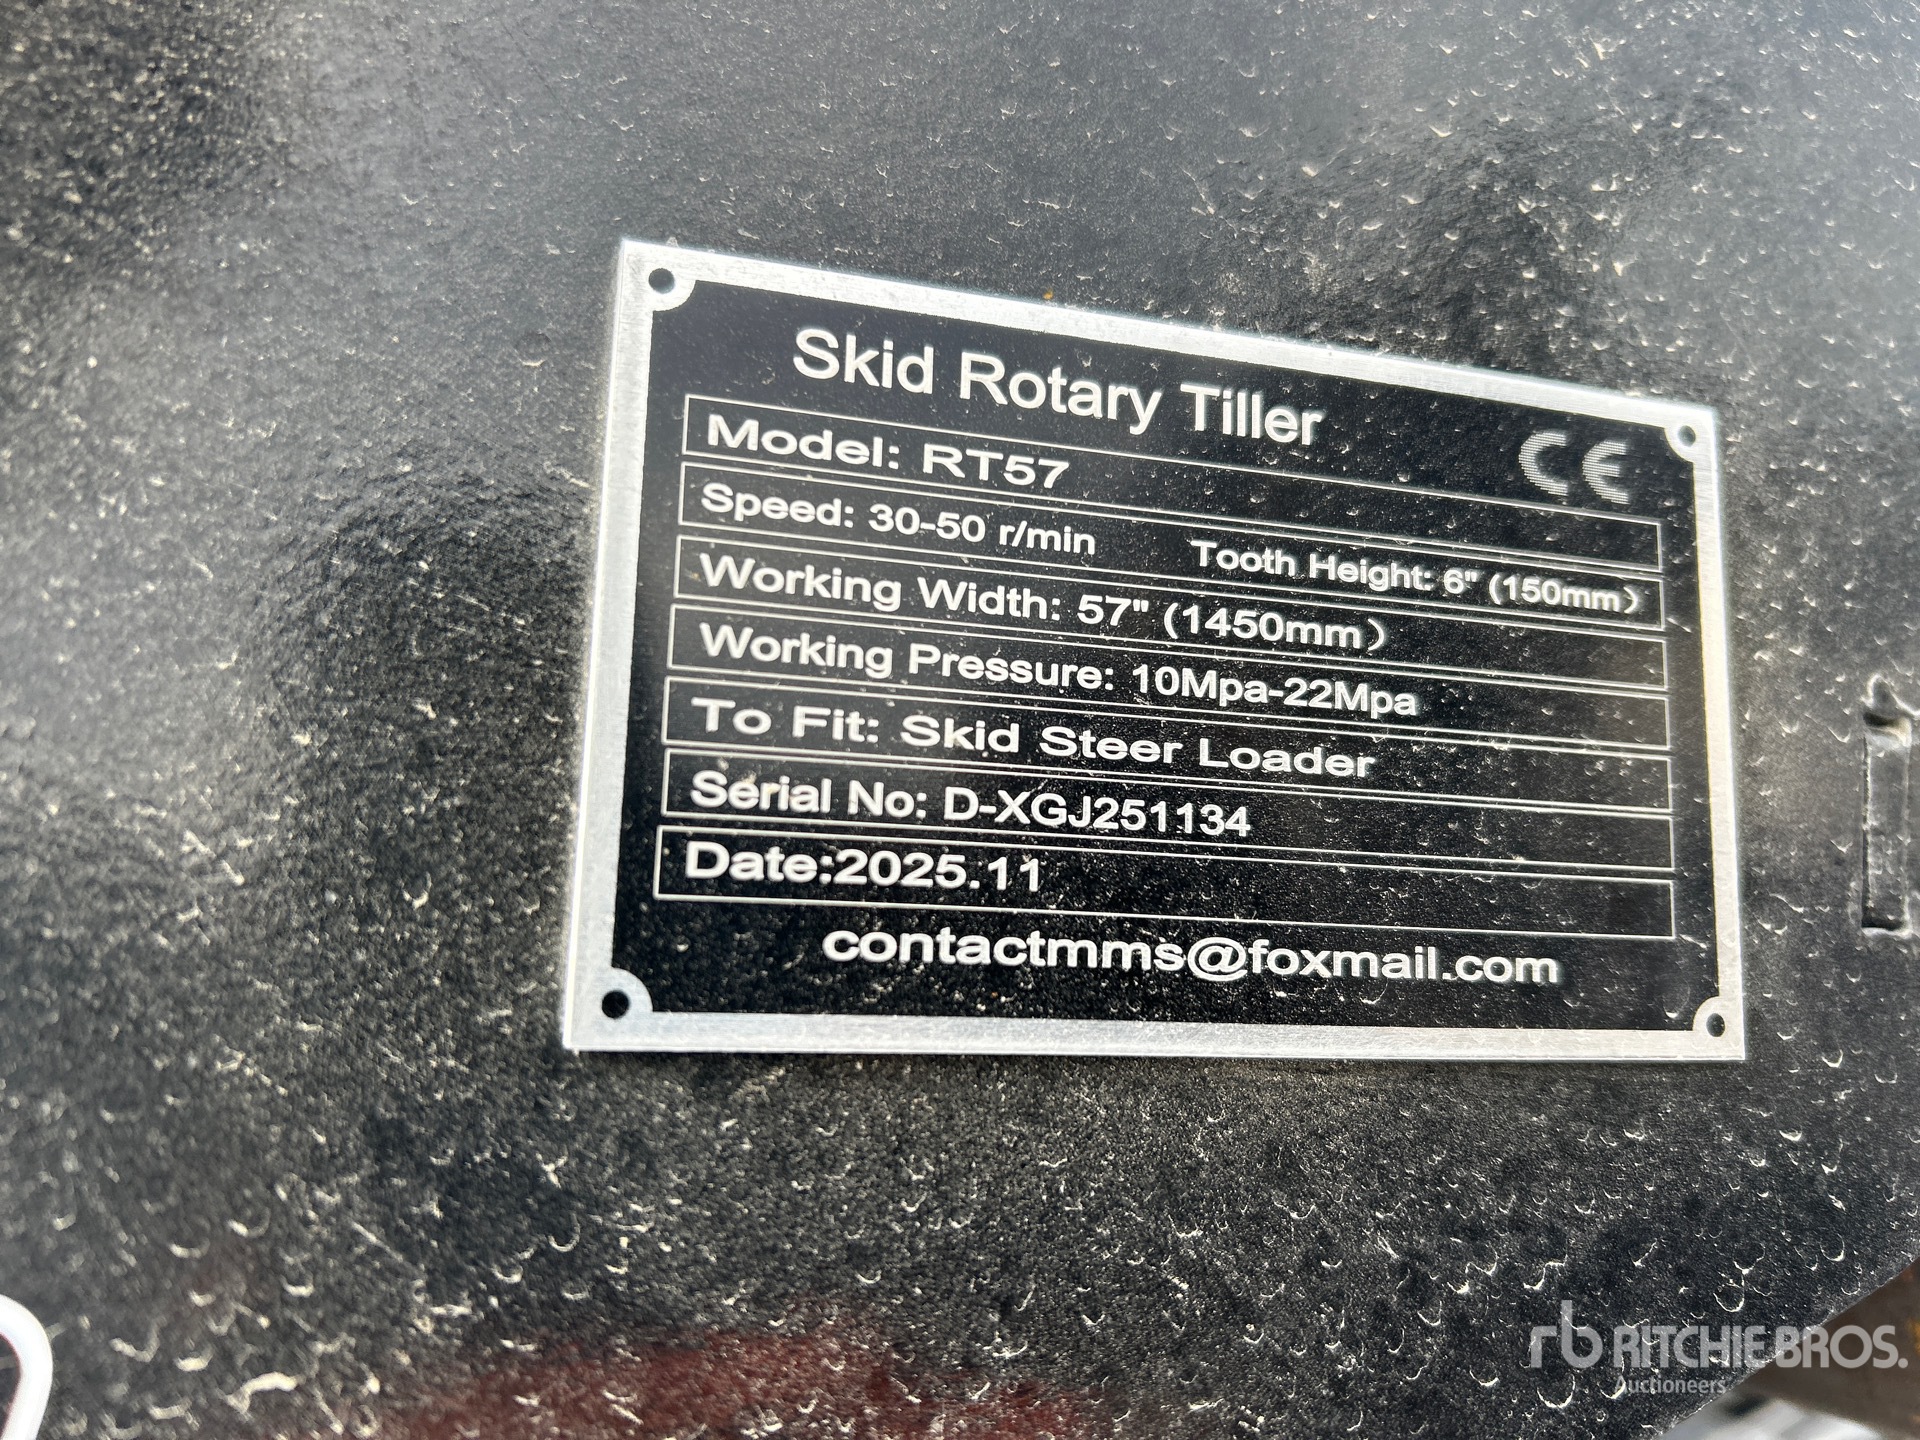 Skid Rotary Tiller
CE
Model: RT57
Speed: 30-50 r/min Tooth Height: 6" (150mm）
Working Width: 57" (1450mm）
Working Pressure: 10Mpa-22Mpa
To Fit: Skid Steer Loader
Serial No: D-XGJ251134
Date:2025.11
contactmms@foxmail.com
rb RITCHIE BROS.
Auctioneers